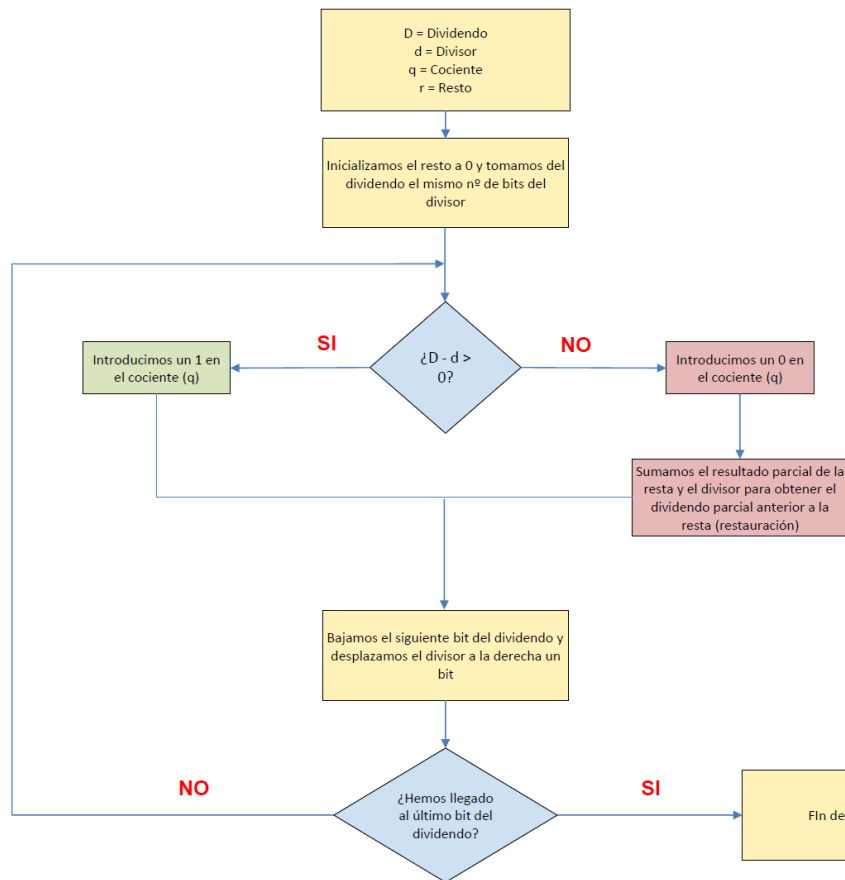 D = Dividendo
d = Divisor
q = Cociente
r = Resto
Inicializamos el resto a 0 y tomamos del
dividendo el mismo nº de bits del
divisor
SI
¿D - d >
0?
NO
Introducimos un 1 en
el cociente (q)
Introducimos un 0 en
el cociente (q)
Sumamos el resultado parcial de la
resta y el divisor para obtener el
dividendo parcial anterior a la
resta (restauración)
Bajamos el siguiente bit del dividendo y
desplazamos el divisor a la derecha un
bit
NO
¿Hemos llegado
al último bit del
dividendo?
SI
FIn de